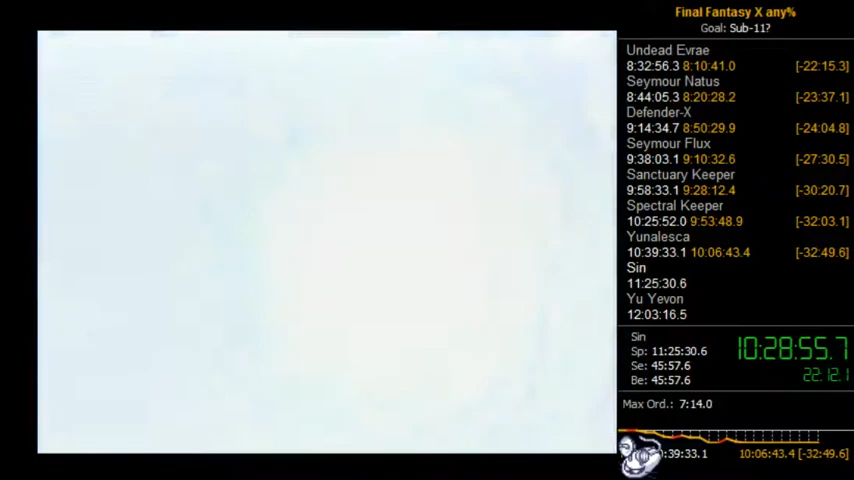 Final Fantasy X any%
Goal: Sub-11?
Undead Evrae
8:32:56.3 8:10:41.0 [-22:15.3]
Seymour Natus
8:44:05.3 8:20:28.2 [-23:37.1]
Defender-X
9:14:34.7 8:50:29.9 [-24:04.8]
Seymour Flux
9:38:03.1 9:10:32.6 [-27:30.5]
Sanctuary Keeper
9:58:33.1 9:28:12.4 [-30:20.7]
Spectral Keeper
10:25:52.0 9:53:48.9 [-32:03.1]
Yunalesca
10:39:33.1 10:06:43.4 [-32:49.6]
Sin
11:25:30.6
Yu Yevon
12:03:16.5
Sin
Sp: 11:25:30.6
Se: 45:57.6
Be: 45:57.6
10:28:55.7
22:12.1
Max Ord.: 7:14.0
:39:33.1 10:06:43.4 [-32:49.6]